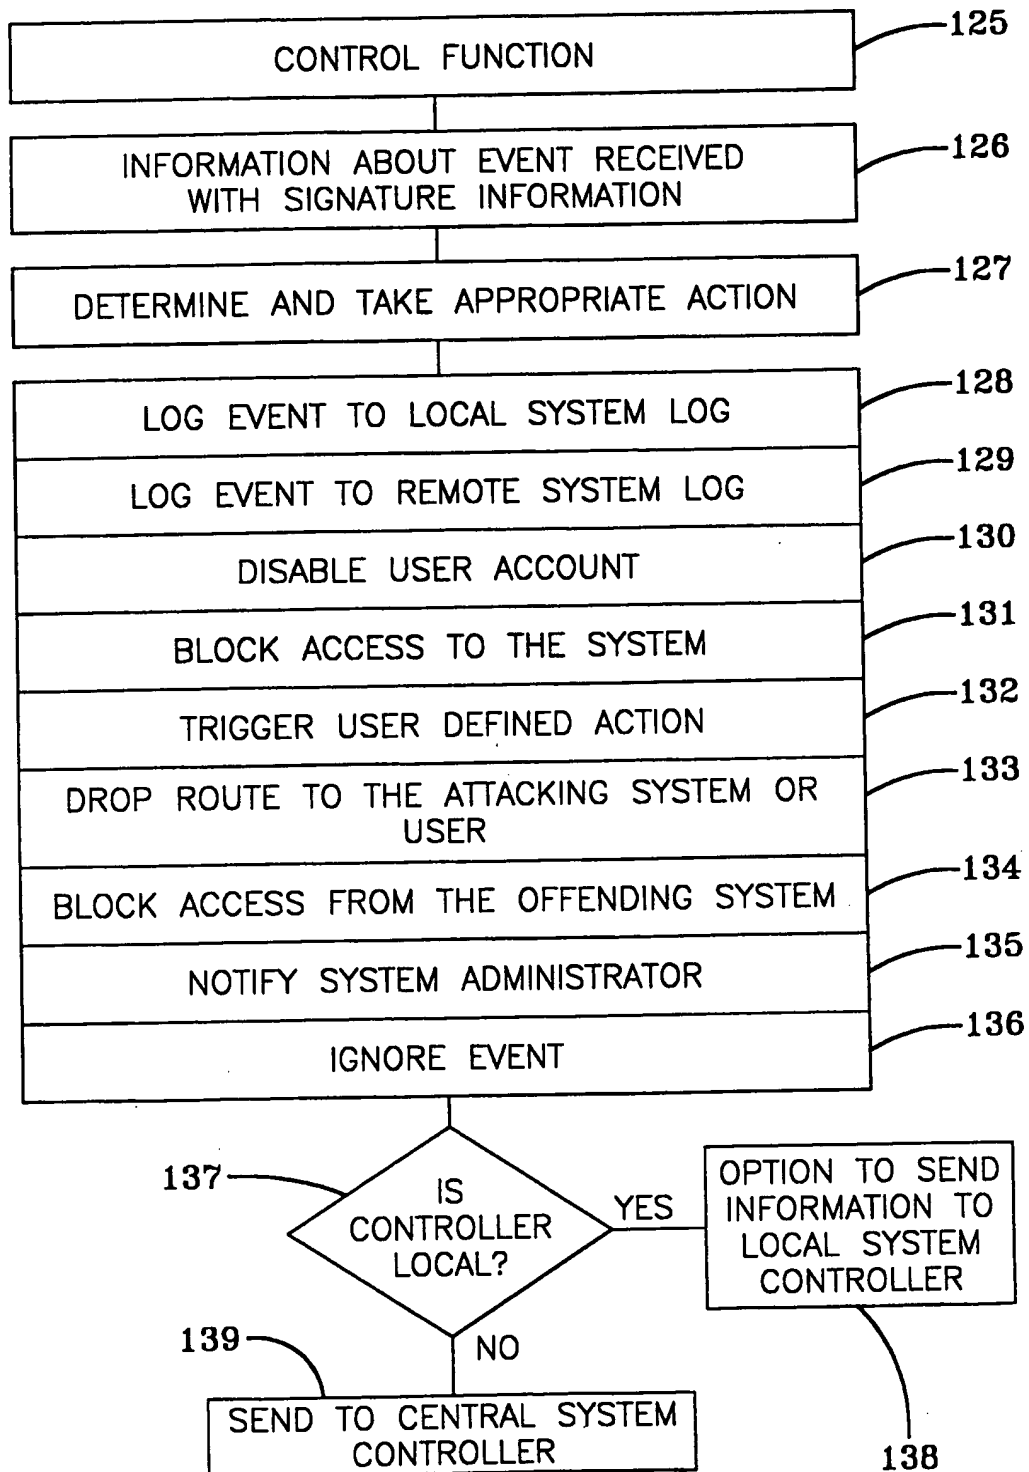 CONTROL FUNCTION
125
INFORMATION ABOUT EVENT RECEIVED
WITH SIGNATURE INFORMATION
126
DETERMINE AND TAKE APPROPRIATE ACTION
127
LOG EVENT TO LOCAL SYSTEM LOG
128
LOG EVENT TO REMOTE SYSTEM LOG
129
DISABLE USER ACCOUNT
130
BLOCK ACCESS TO THE SYSTEM
131
TRIGGER USER DEFINED ACTION
132
DROP ROUTE TO THE ATTACKING SYSTEM OR
USER
133
BLOCK ACCESS FROM THE OFFENDING SYSTEM
134
NOTIFY SYSTEM ADMINISTRATOR
135
IGNORE EVENT
136
137
IS
CONTROLLER
LOCAL?
YES
OPTION TO SEND
INFORMATION TO
LOCAL SYSTEM
CONTROLLER
138
NO
139
SEND TO CENTRAL SYSTEM
CONTROLLER